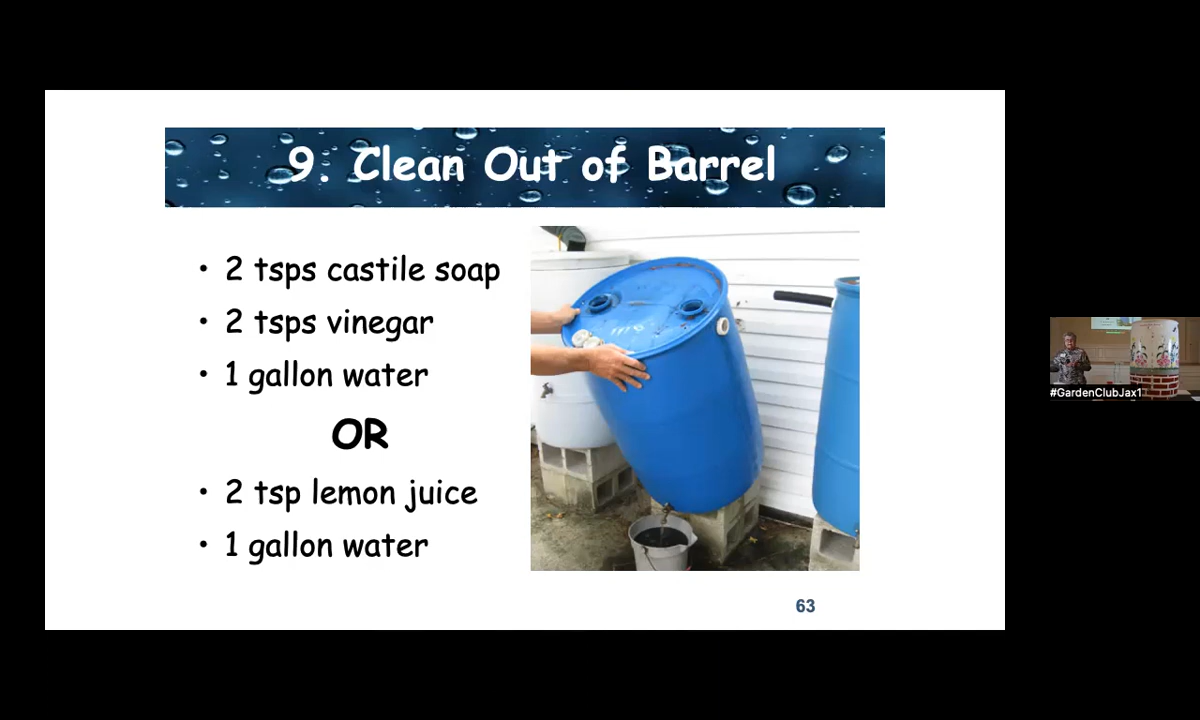 9. Clean Out of Barrel
• 2 tsps castile soap
• 2 tsps vinegar
• 1 gallon water
OR
• 2 tsp lemon juice
• 1 gallon water
63
#GardenClubJax1